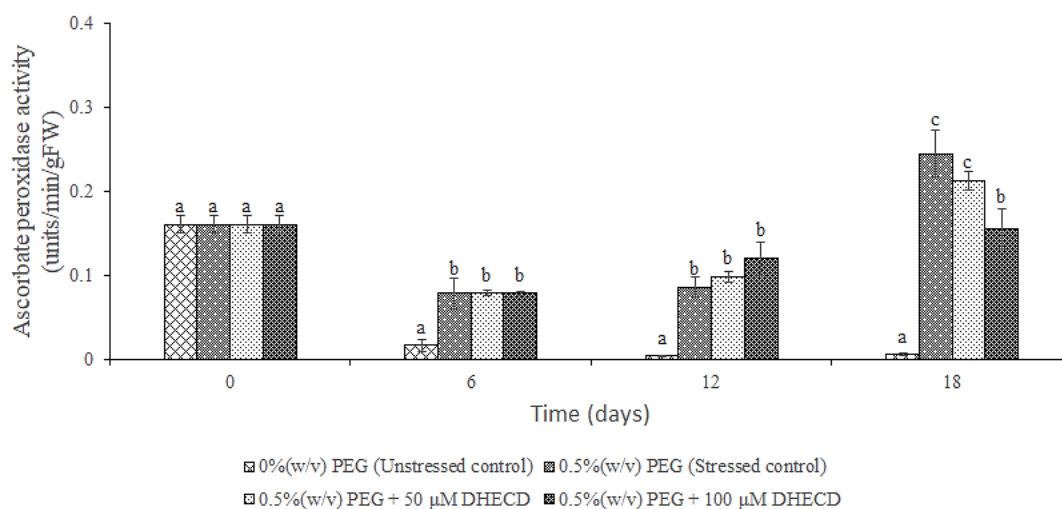 0.4
0.3
0.2
0.1
0
Ascorbate peroxidase activity
(units/min/gFW)
a a a a
a b b b
a b b b
a c c b
0 6 12 18
Time (days)
0%(w/v) PEG (Unstressed control) 0.5%(w/v) PEG (Stressed control)
0.5%(w/v) PEG + 50 μM DHECD 0.5%(w/v) PEG + 100 μM DHECD